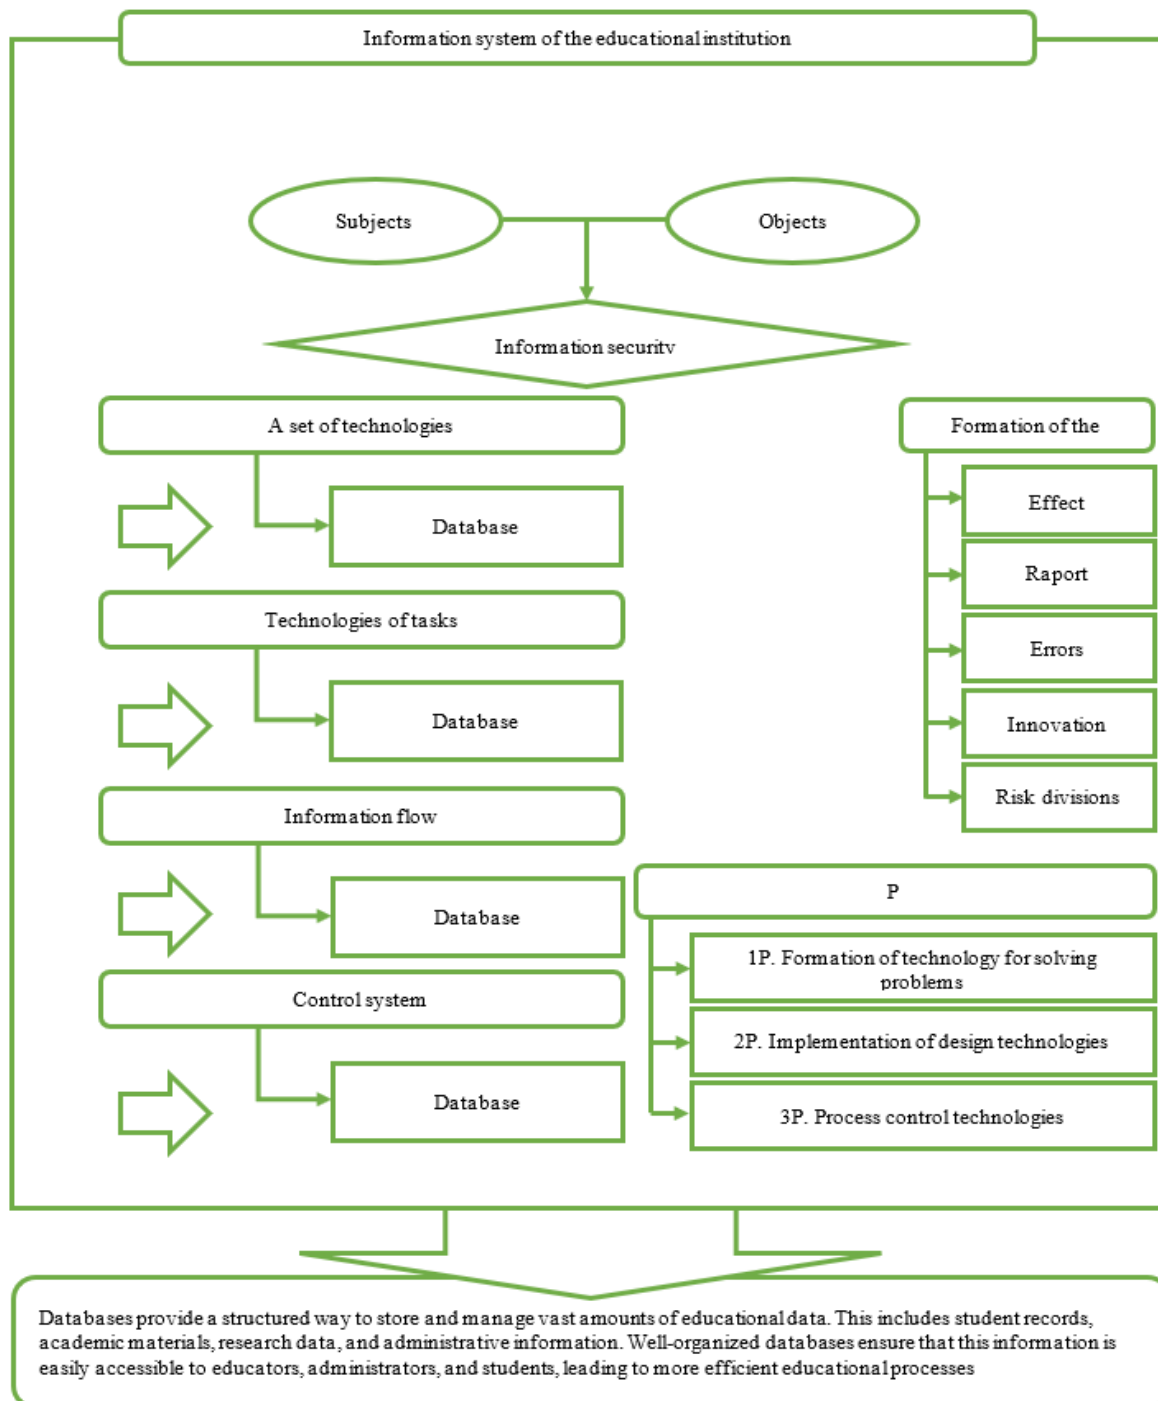 Information system of the educational institution
Subjects
Objects
Information security
A set of technologies
Database
Technologies of tasks
Database
Information flow
Database
Control system
Database
Formation of the
Effect
Raport
Errors
Innovation
Risk divisions
P
1P. Formation of technology for solving
problems
2P. Implementation of design technologies
3P. Process control technologies
Databases provide a structured way to store and manage vast amounts of educational data. This includes student records,
academic materials, research data, and administrative information. Well-organized databases ensure that this information is
easily accessible to educators, administrators, and students, leading to more efficient educational processes